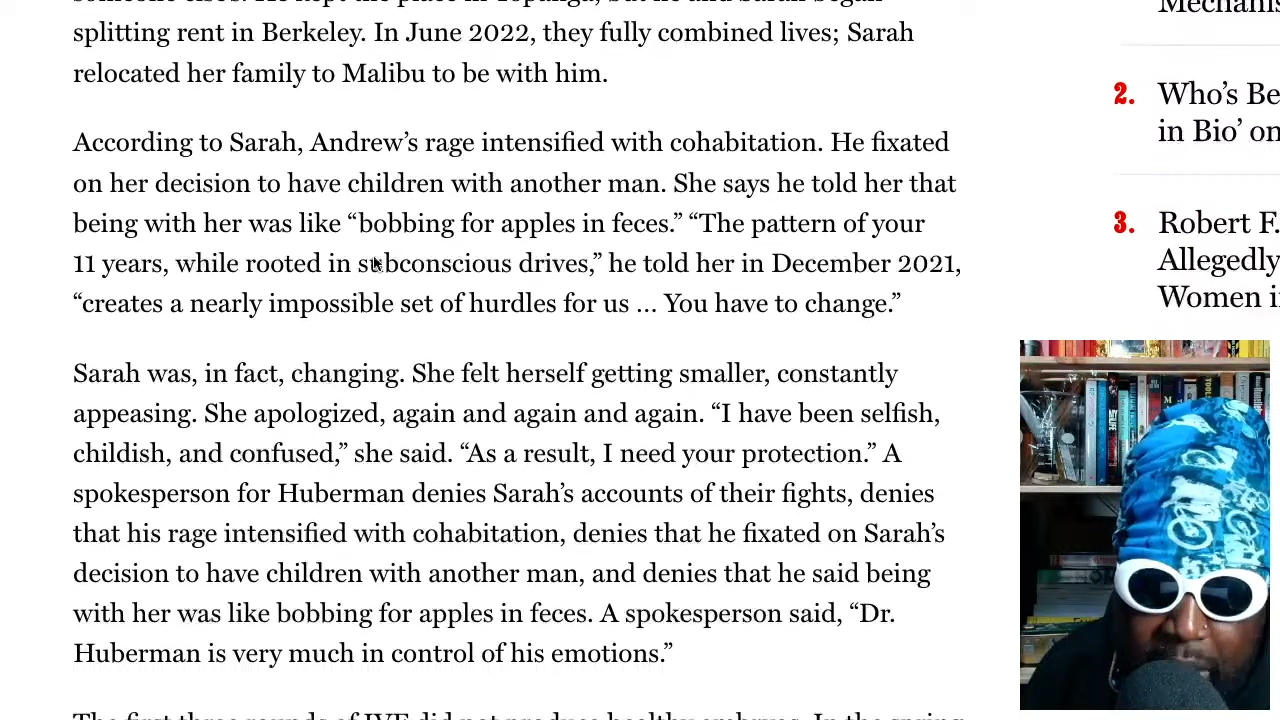 splitting rent in Berkeley. In June 2022, they fully combined lives; Sarah
relocated her family to Malibu to be with him.
According to Sarah, Andrew’s rage intensified with cohabitation. He fixated
on her decision to have children with another man. She says he told her that
being with her was like “bobbing for apples in feces.” “The pattern of your
11 years, while rooted in subconscious drives,” he told her in December 2021,
“creates a nearly impossible set of hurdles for us … You have to change.”
Sarah was, in fact, changing. She felt herself getting smaller, constantly
appeasing. She apologized, again and again and again. “I have been selfish,
childish, and confused,” she said. “As a result, I need your protection.” A
spokesperson for Huberman denies Sarah’s accounts of their fights, denies
that his rage intensified with cohabitation, denies that he fixated on Sarah’s
decision to have children with another man, and denies that he said being
with her was like bobbing for apples in feces. A spokesperson said, “Dr.
Huberman is very much in control of his emotions.”
2. Who’s Be
in Bio’ on
3. Robert F.
Allegedly
Women i